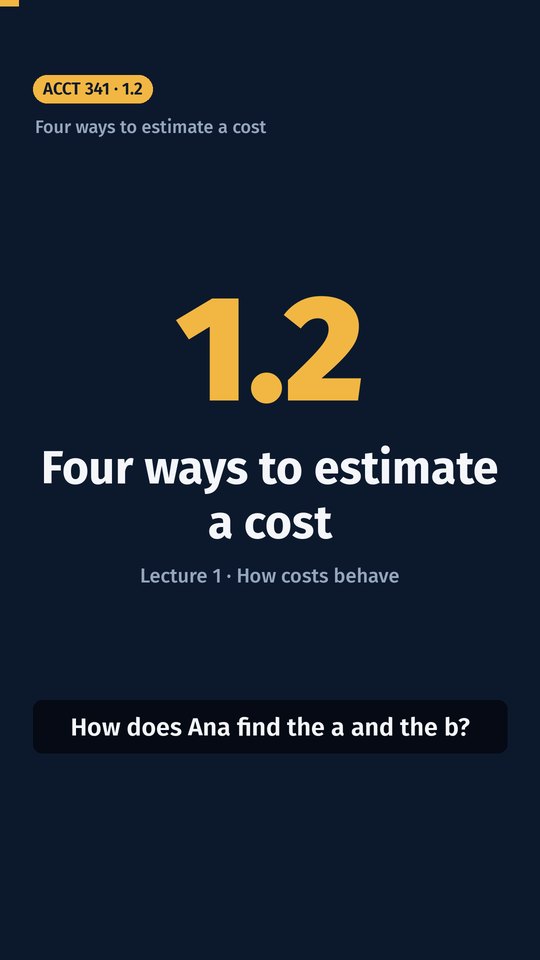 ACCT 341 · 1.2
Four ways to estimate a cost
1.2
Four ways to estimate
a cost
Lecture 1 · How costs behave
How does Ana find the a and the b?